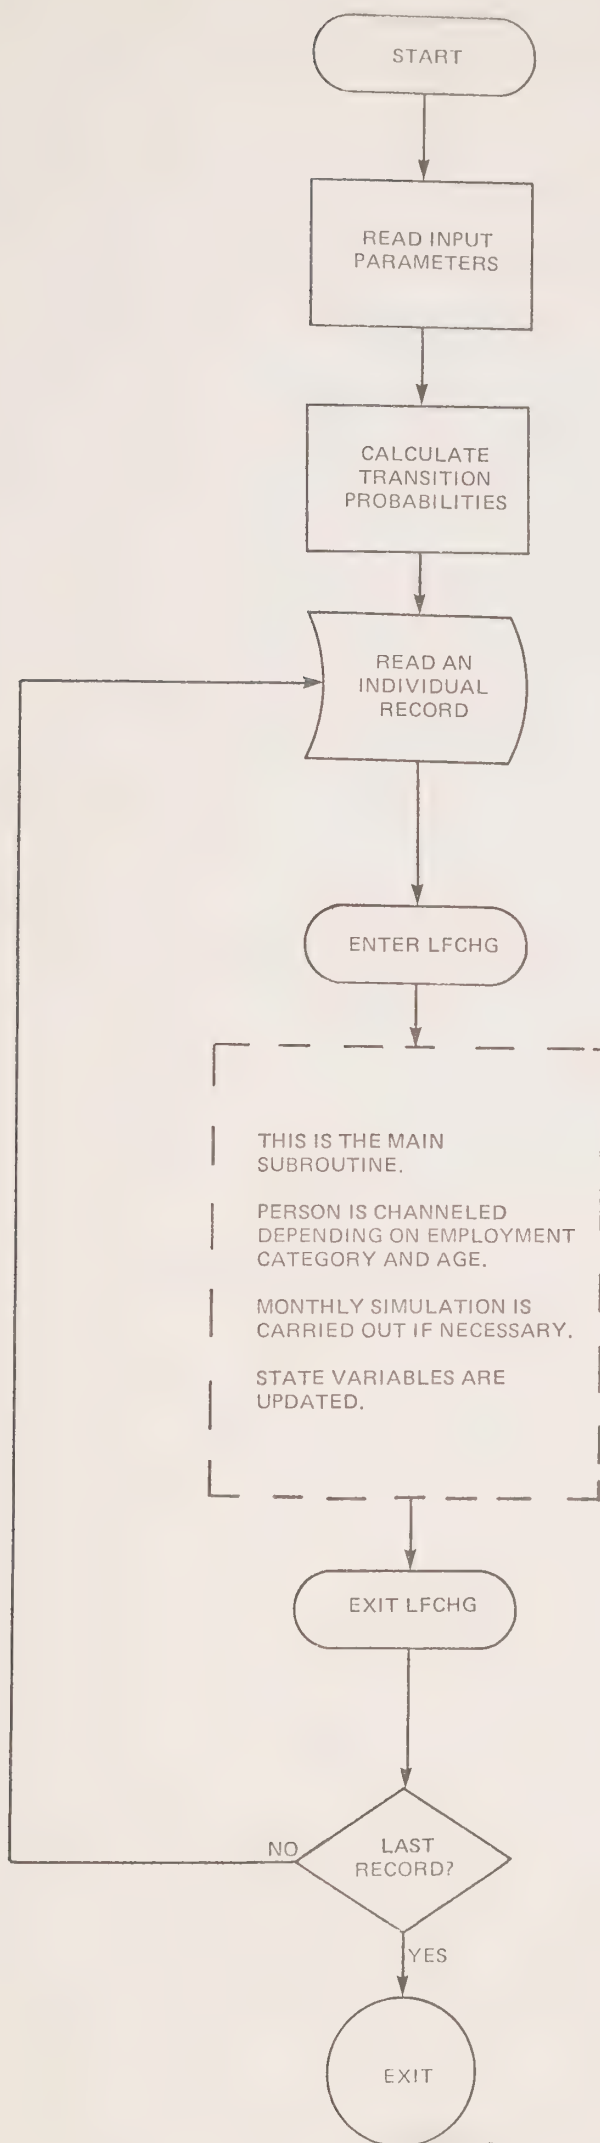 START
READ INPUT
PARAMETERS
CALCULATE
TRANSITION
PROBABILITIES
READ AN
INDIVIDUAL
RECORD
ENTER LFCHG
THIS IS THE MAIN
SUBROUTINE.
PERSON IS CHANNELED
DEPENDING ON EMPLOYMENT
CATEGORY AND AGE.
MONTHLY SIMULATION IS
CARRIED OUT IF NECESSARY.
STATE VARIABLES ARE
UPDATED.
EXIT LFCHG
LAST
RECORD?
NO
YES
EXIT